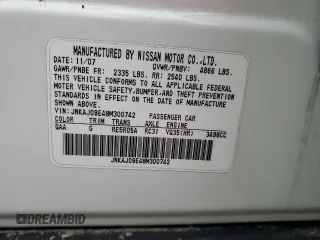 MANUFACTURED BY NISSAN MOTOR CO.,LTD.
DATE: 11/07 GVWR/PNBV: 4866 LBS.
GAWR/PNBE FR: 2335 LBS. RR: 2540 LBS.
THIS VEHICLE CONFORMS TO ALL APPLICABLE
FEDERAL MOTOR VEHICLE SAFETY, BUMPER,
AND THEFT PREVENTION STANDARDS IN
EFFECT ON THE DATE OF MANUFACTURE
SHOWN ABOVE.
VIN: JNKAJ09E48M300742 PASSENGER CAR
COLOR TRIM TRANS AXLE ENGINE
QAA G RE5R05A RC31 VQ35(HR) 3498CC
JNKAJ09E48M300742
DREAMBID